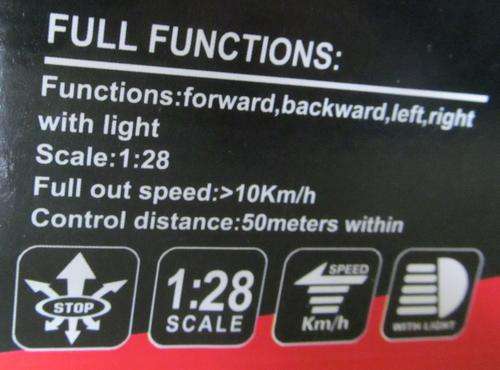 FULL FUNCTIONS:
Functions:forward,backward,left,right
with light
Scale:1:28
Full out speed:>10Km/h
Control distance:50meters within
STOP
1:28
SCALE
SPEED
Km/h
WITH LIGHT